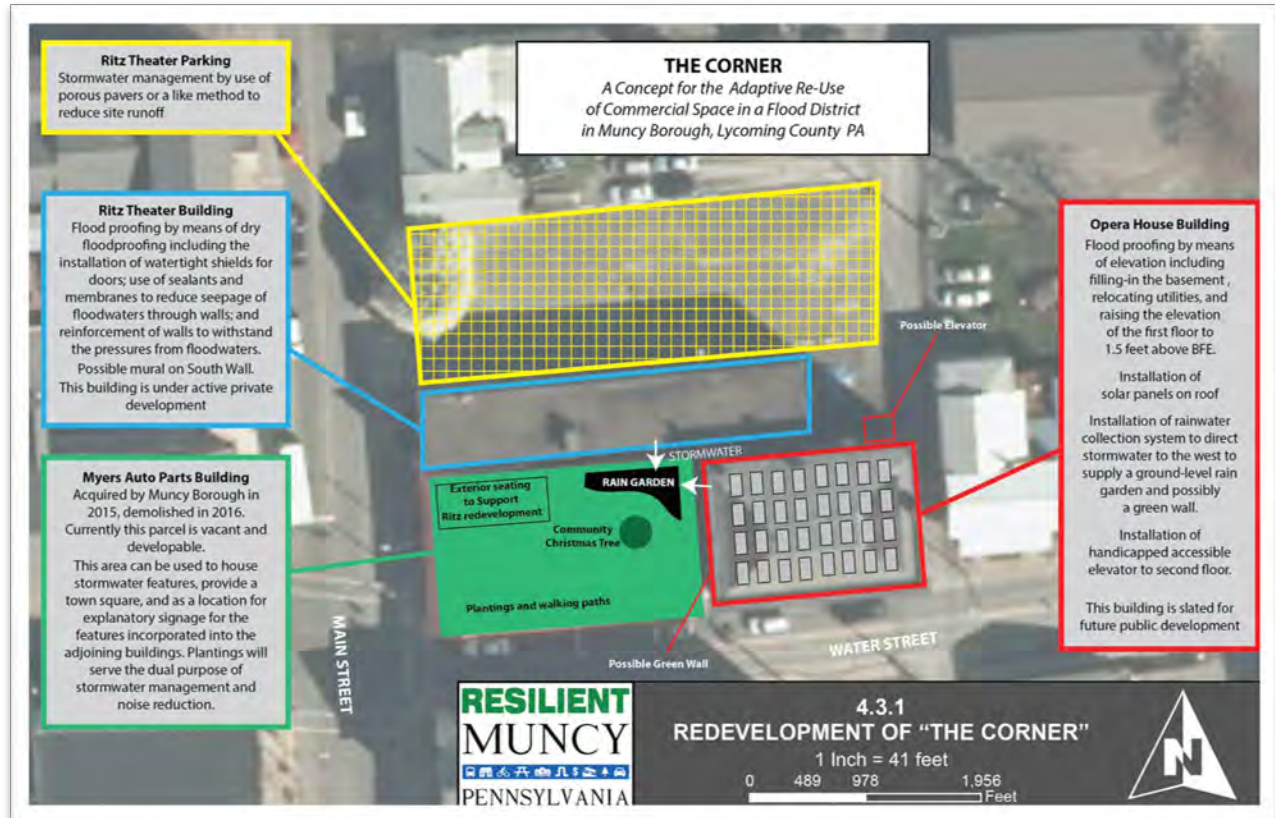 Ritz Theater Parking
Stormwater management by use of
porous pavers or a like method to
reduce site runoff
THE CORNER
A Concept for the Adaptive Re-Use
of Commercial Space in a Flood District
in Muncy Borough, Lycoming County PA
Ritz Theater Building
Flood proofing by means of dry
floodproofing including the
installation of watertight shields for
doors; use of sealants and
membranes to reduce seepage of
floodwaters through walls; and
reinforcement of walls to withstand
the pressures from floodwaters.
Possible mural on South Wall.
This building is under active private
development
Myers Auto Parts Building
Acquired by Muncy Borough in
2015, demolished in 2016.
Currently this parcel is vacant and
developable.
This area can be used to house
stormwater features, provide a
town square, and as a location for
explanatory signage for the
features incorporated into the
adjoining buildings. Plantings will
serve the dual purpose of
stormwater management and
noise reduction.
Opera House Building
Flood proofing by means
of elevation including
filling-in the basement ,
relocating utilities, and
raising the elevation
of the first floor to
1.5 feet above BFE.
Installation of
solar panels on roof
Installation of rainwater
collection system to direct
stormwater to the west to
supply a ground-level rain
garden and possibly
a green wall.
Installation of
handicapped accessible
elevator to second floor.
This building is slated for
future public development
Possible Elevator
STORMWATER
RAIN GARDEN
Exterior seating
to Support
Ritz redevelopment
Community
Christmas Tree
Plantings and walking paths
Possible Green Wall
MAIN STREET
WATER STREET
RESILIENT
MUNCY
PENNSYLVANIA
4.3.1
REDEVELOPMENT OF “THE CORNER”
1 Inch = 41 feet
0 489 978 1,956
Feet
N